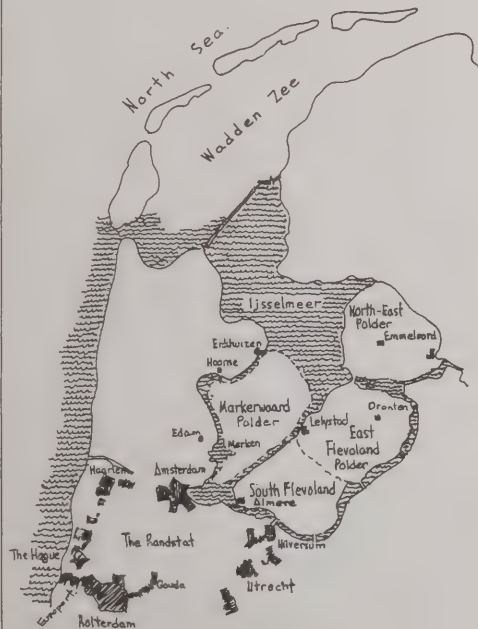 North Sea.
Wadden Zee
Ijsselmeer
North-East
Polder
Emmeloord
Enkhuizen
Hoorne
Markerwaard
Polder
Lelystad
Dronten
East
Flevoland
Polder
Edam
Marken
Haarlem
Amsterdam
South Flevoland
Almere
The Randstat
Hilversum
The Hague
Gouda
Utrecht
Europort.
Rotterdam